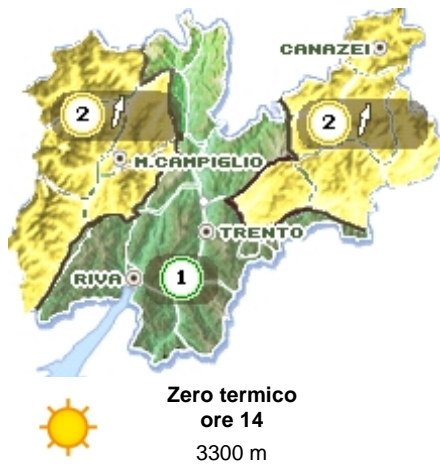 CANAZEI
2
2
M.CAMPIGLIO
TRENTO
RIVA
1
Zero termico
ore 14
3300 m